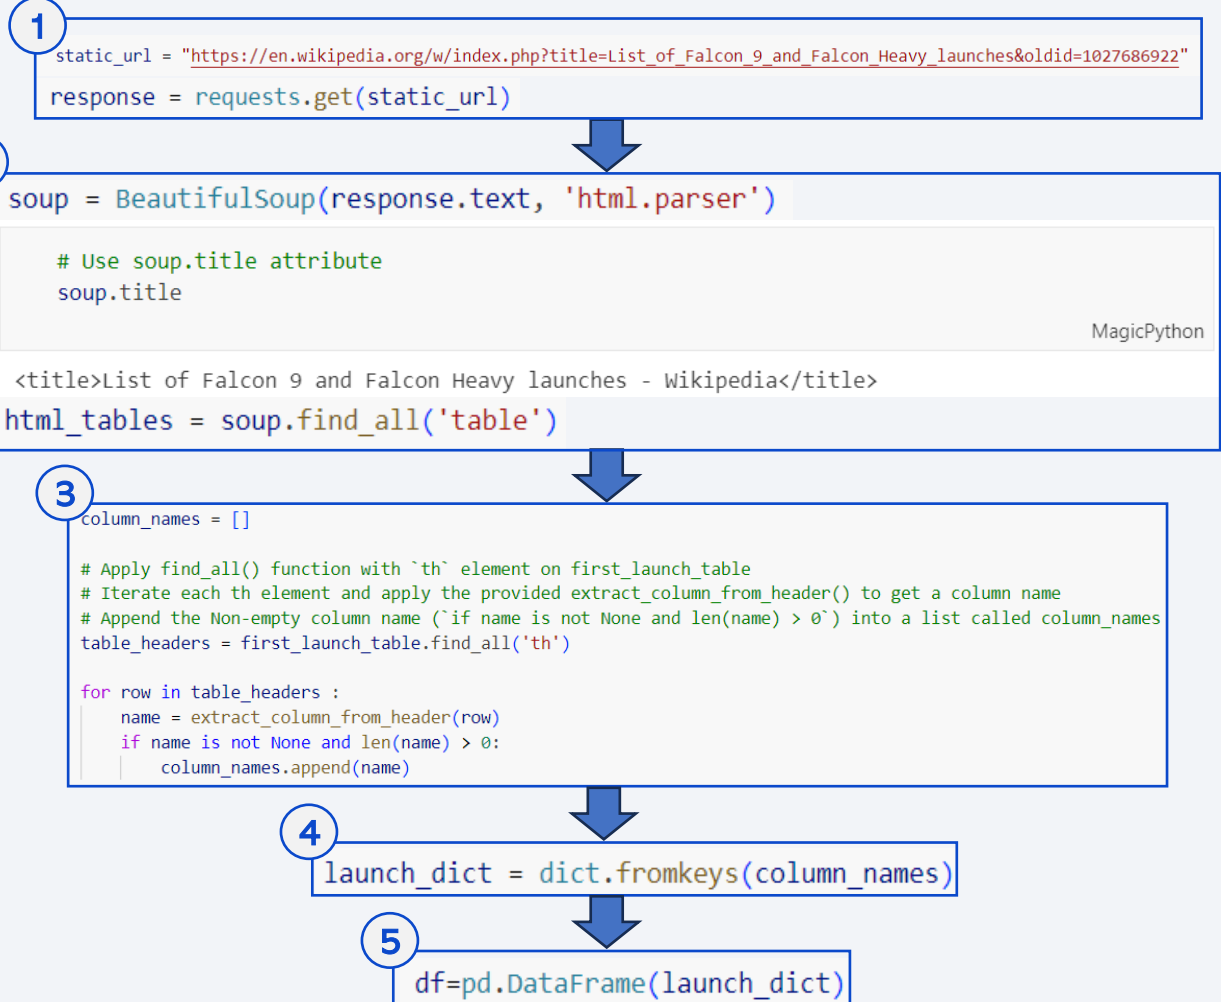 1
static_url = "https://en.wikipedia.org/w/index.php?title=List_of_Falcon_9_and_Falcon_Heavy_launches&oldid=1027686922"
response = requests.get(static_url)
soup = BeautifulSoup(response.text, 'html.parser')
# Use soup.title attribute
soup.title
MagicPython
<title>List of Falcon 9 and Falcon Heavy launches - Wikipedia</title>
html_tables = soup.find_all('table')
3
column_names = []
# Apply find_all() function with `th` element on first_launch_table
# Iterate each th element and apply the provided extract_column_from_header() to get a column name
# Append the Non-empty column name (`if name is not None and len(name) > 0`) into a list called column_names
table_headers = first_launch_table.find_all('th')
for row in table_headers :
    name = extract_column_from_header(row)
    if name is not None and len(name) > 0:
        column_names.append(name)
4
launch_dict = dict.fromkeys(column_names)
5
df=pd.DataFrame(launch_dict)